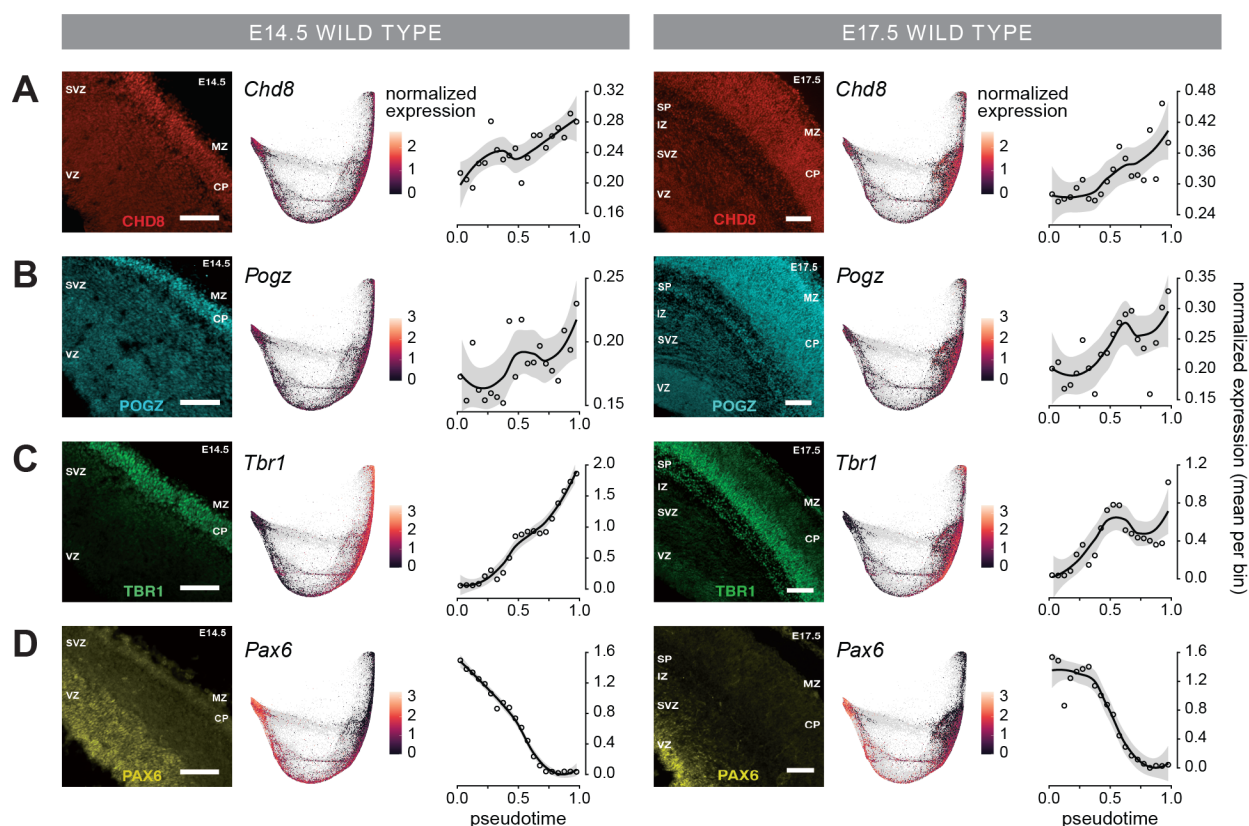 E14.5 WILD TYPE
E17.5 WILD TYPE
A
E14.5
SVZ
MZ
VZ
CP
CHD8
Chd8
normalized
expression
2
1
0
0.32
0.28
0.24
0.20
0.16
0.0
0.5
1.0
E17.5
SP
IZ
MZ
SVZ
CP
VZ
CHD8
Chd8
normalized
expression
2
1
0
0.48
0.42
0.36
0.30
0.24
0.0
0.5
1.0
B
E14.5
SVZ
MZ
CP
VZ
POGZ
Pogz
3
2
1
0
0.25
0.20
0.15
0.0
0.5
1.0
E17.5
SP
MZ
IZ
SVZ
CP
VZ
POGZ
Pogz
3
2
1
0
0.35
0.30
0.25
0.20
0.15
0.0
0.5
1.0
C
E14.5
SVZ
MZ
CP
VZ
TBR1
Tbr1
3
2
1
0
2.0
1.5
1.0
0.5
0.0
0.0
0.5
1.0
E17.5
SP
IZ
MZ
SVZ
CP
VZ
TBR1
Tbr1
3
2
1
0
1.2
0.8
0.4
0.0
0.0
0.5
1.0
D
E14.5
SVZ
VZ
MZ
CP
PAX6
Pax6
3
2
1
0
1.6
1.2
0.8
0.4
0.0
0.0
0.5
1.0
pseudotime
E17.5
SP
IZ
MZ
SVZ
CP
VZ
PAX6
Pax6
3
2
1
0
1.6
1.2
0.8
0.4
0.0
0.0
0.5
1.0
pseudotime
normalized expression (mean per bin)